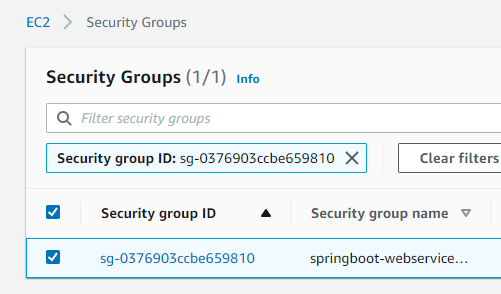 EC2 > Security Groups
Security Groups (1/1) Info
Filter security groups
Security group ID: sg-0376903ccbe659810 Clear filters
Security group ID Security group name
sg-0376903ccbe659810 springboot-webservice...